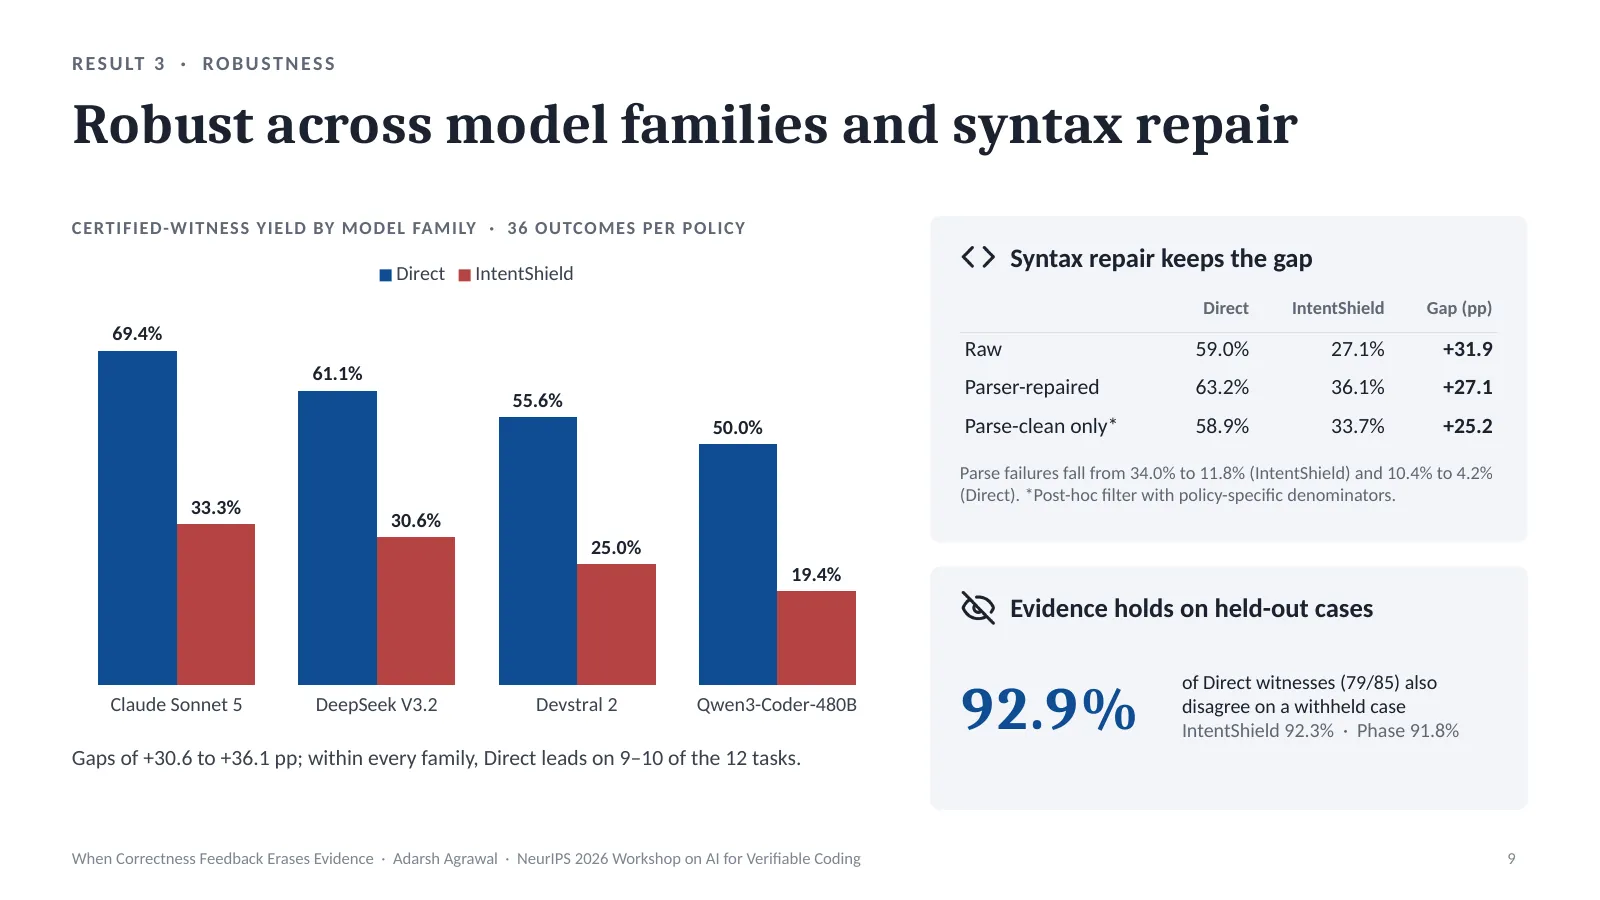 RESULT 3 · ROBUSTNESS
Robust across model families and syntax repair
CERTIFIED-WITNESS YIELD BY MODEL FAMILY · 36 OUTCOMES PER POLICY
Direct IntentShield
69.4%
33.3%
61.1%
30.6%
55.6%
25.0%
50.0%
19.4%
Claude Sonnet 5 DeepSeek V3.2 Devstral 2 Qwen3-Coder-480B
Gaps of +30.6 to +36.1 pp; within every family, Direct leads on 9–10 of the 12 tasks.
Syntax repair keeps the gap
Direct IntentShield Gap (pp)
Raw 59.0% 27.1% +31.9
Parser-repaired 63.2% 36.1% +27.1
Parse-clean only* 58.9% 33.7% +25.2
Parse failures fall from 34.0% to 11.8% (IntentShield) and 10.4% to 4.2%
(Direct). *Post-hoc filter with policy-specific denominators.
Evidence holds on held-out cases
92.9%
of Direct witnesses (79/85) also
disagree on a withheld case
IntentShield 92.3% · Phase 91.8%
When Correctness Feedback Erases Evidence · Adarsh Agrawal · NeurIPS 2026 Workshop on AI for Verifiable Coding
9